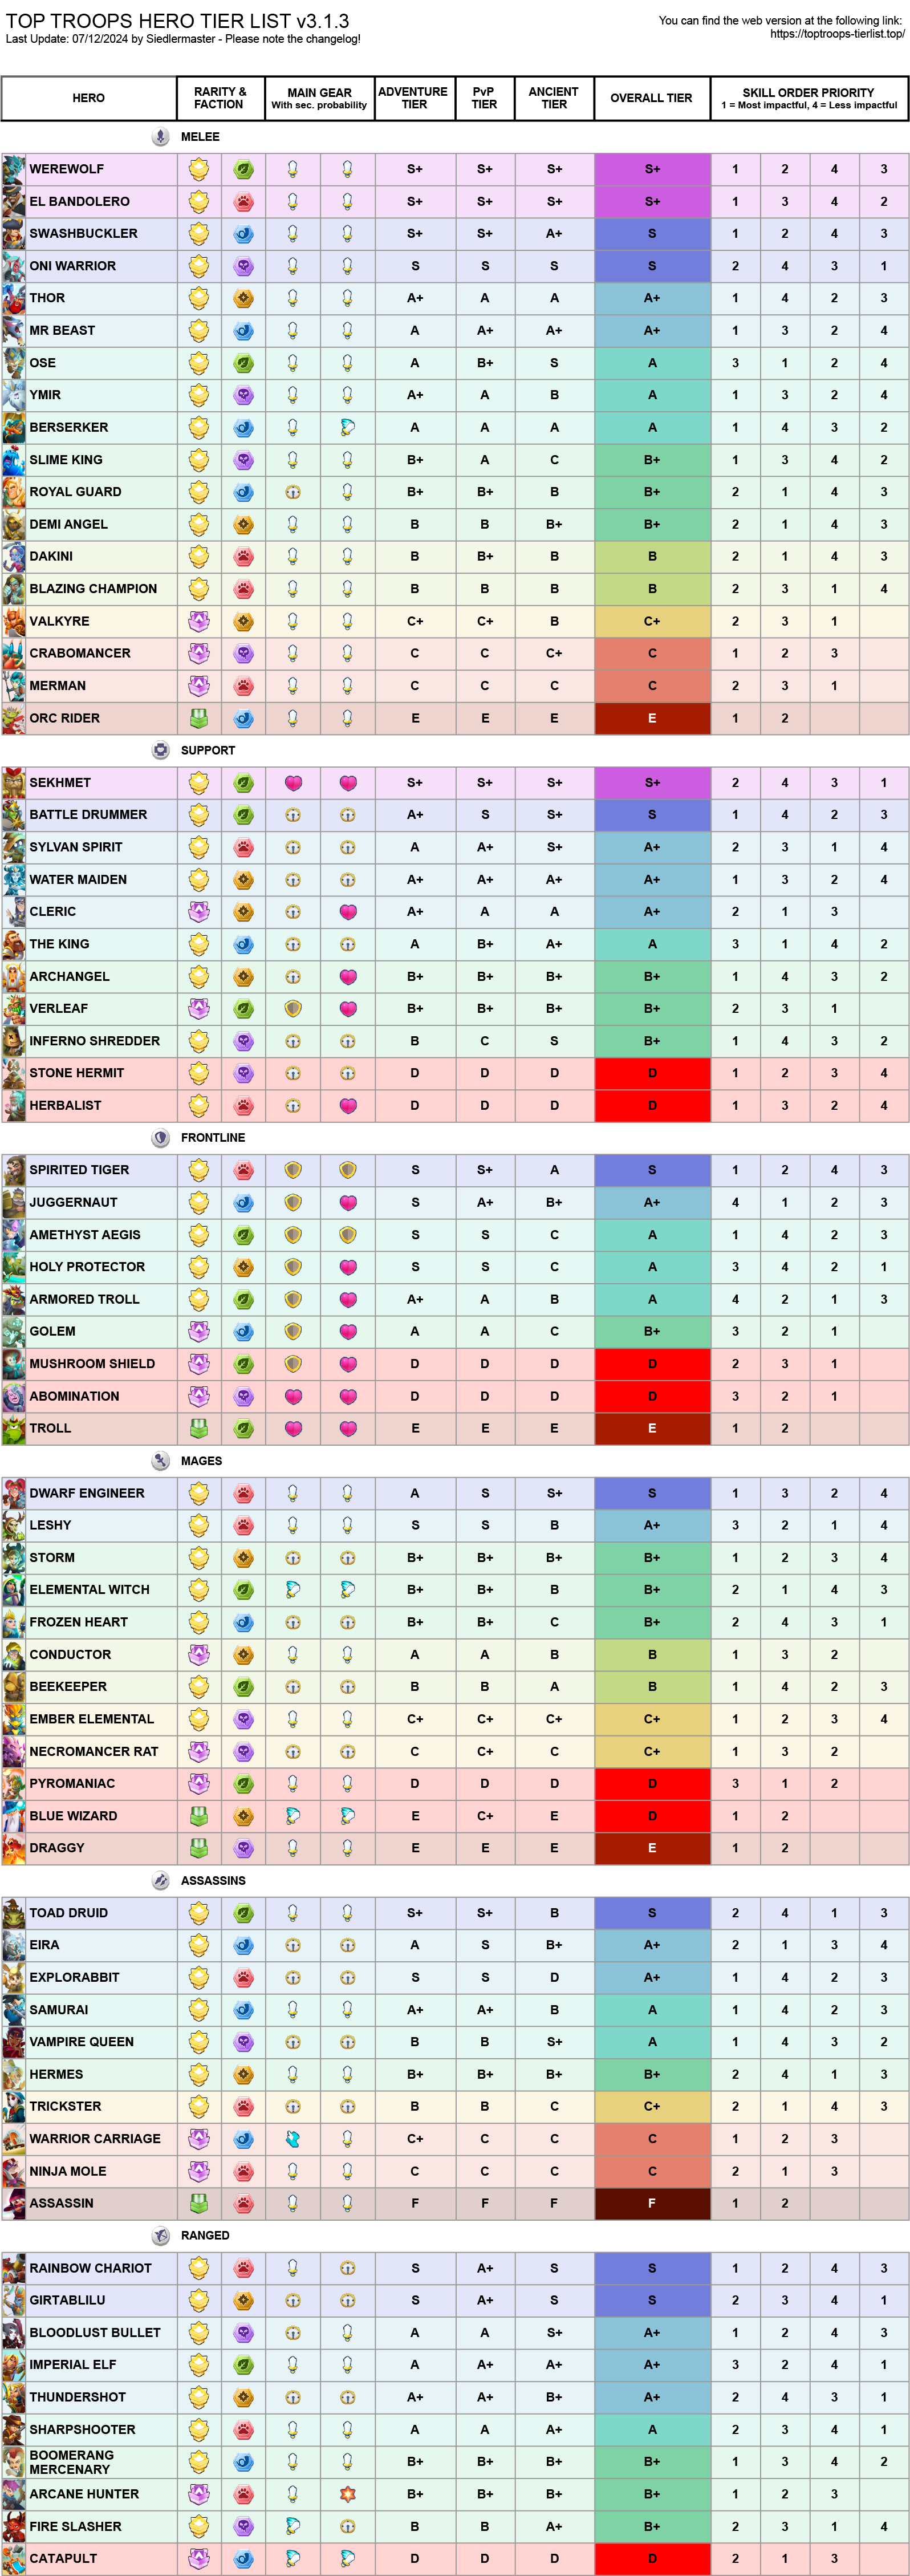 TOP TROOPS HERO TIER LIST v3.1.3
Last Update: 07/12/2024 by Siedlermaster - Please note the changelog!
You can find the web version at the following link:
https://toptroops-tierlist.top/
HERO RARITY & FACTION MAIN GEAR With sec. probability ADVENTURE TIER PvP TIER ANCIENT TIER OVERALL TIER SKILL ORDER PRIORITY 1 = Most impactful, 4 = Less impactful
MELEE
WEREWOLF S+ S+ S+ S+ 1 2 4 3
EL BANDOLERO S+ S+ S+ S+ 1 3 4 2
SWASHBUCKLER S+ S+ A+ S 1 2 4 3
ONI WARRIOR S S S S 2 4 3 1
THOR A+ A A A+ 1 4 2 3
MR BEAST A A+ A+ A+ 1 3 2 4
OSE A B+ S A 3 1 2 4
YMIR A+ A B A 1 3 2 4
BERSERKER A A A A 1 4 3 2
SLIME KING B+ A C B+ 1 3 4 2
ROYAL GUARD B+ B+ B B+ 2 1 4 3
DEMI ANGEL B B B+ B+ 2 1 4 3
DAKINI B B+ B B 2 1 4 3
BLAZING CHAMPION B B B B 2 3 1 4
VALKYRE C+ C+ B C+ 2 3 1
CRABOMANCER C C C+ C 1 2 3
MERMAN C C C C 2 3 1
ORC RIDER E E E E 1 2
SUPPORT
SEKHMET S+ S+ S+ S+ 2 4 3 1
BATTLE DRUMMER A+ S S+ S 1 4 2 3
SYLVAN SPIRIT A A+ S+ A+ 2 3 1 4
WATER MAIDEN A+ A+ A+ A+ 1 3 2 4
CLERIC A+ A A A+ 2 1 3
THE KING A B+ A+ A 3 1 4 2
ARCHANGEL B+ B+ B+ B+ 1 4 3 2
VERLEAF B+ B+ B+ B+ 2 3 1
INFERNO SHREDDER B C S B+ 1 4 3 2
STONE HERMIT D D D D 1 2 3 4
HERBALIST D D D D 1 3 2 4
FRONTLINE
SPIRITED TIGER S S+ A S 1 2 4 3
JUGGERNAUT S A+ B+ A+ 4 1 2 3
AMETHYST AEGIS S S C A 1 4 2 3
HOLY PROTECTOR S S C A 3 4 2 1
ARMORED TROLL A+ A B A 4 2 1 3
GOLEM A A C B+ 3 2 1
MUSHROOM SHIELD D D D D 2 3 1
ABOMINATION D D D D 3 2 1
TROLL E E E E 1 2
MAGES
DWARF ENGINEER A S S+ S 1 3 2 4
LESHY S S B A+ 3 2 1 4
STORM B+ B+ B+ B+ 1 2 3 4
ELEMENTAL WITCH B+ B+ B B+ 2 1 4 3
FROZEN HEART B+ B+ C B+ 2 4 3 1
CONDUCTOR A A B B 1 3 2
BEEKEEPER B B A B 1 4 2 3
EMBER ELEMENTAL C+ C+ C+ C+ 1 2 3 4
NECROMANCER RAT C C+ C C+ 1 3 2
PYROMANIAC D D D D 3 1 2
BLUE WIZARD E C+ E D 1 2
DRAGGY E E E E 1 2
ASSASSINS
TOAD DRUID S+ S+ B S 2 4 1 3
EIRA A S B+ A+ 2 1 3 4
EXPLORABBIT S S D A+ 1 4 2 3
SAMURAI A+ A+ B A 1 4 2 3
VAMPIRE QUEEN B B S+ A 1 4 3 2
HERMES B+ B+ B+ B+ 2 4 1 3
TRICKSTER B B C C+ 2 1 4 3
WARRIOR CARRIAGE C+ C C C 1 2 3
NINJA MOLE C C C C 2 1 3
ASSASSIN F F F F 1 2
RANGED
RAINBOW CHARIOT S A+ S S 1 2 4 3
GIRTABLILU S A+ S S 2 3 4 1
BLOODLUST BULLET A A S+ A+ 1 2 4 3
IMPERIAL ELF A A+ A+ A+ 3 2 4 1
THUNDERSHOT A+ A+ B+ A+ 2 4 3 1
SHARPSHOOTER A A A+ A 2 3 4 1
BOOMERANG MERCENARY B+ B+ B+ B+ 1 3 4 2
ARCANE HUNTER B+ B+ B+ B+ 1 2 3
FIRE SLASHER B B A+ B+ 2 3 1 4
CATAPULT D D D D 2 1 3